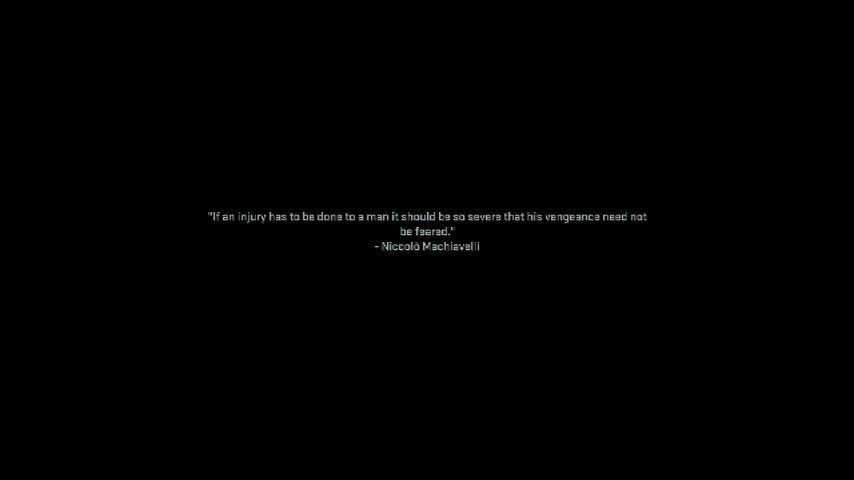 "If an injury has to be done to a man it should be so severe that his vengeance need not
be feared."
- Niccolò Machiavelli